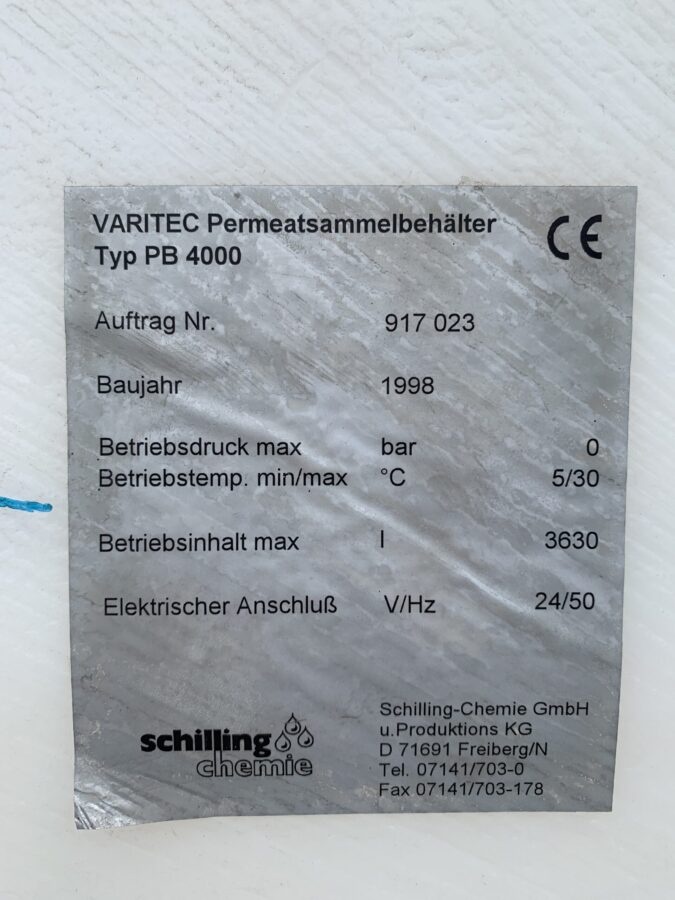 VARITEC Permeatsammelbehälter
Typ PB 4000
CE
Auftrag Nr. 917 023
Baujahr 1998
Betriebsdruck max bar 0
Betriebstemp. min/max °C 5/30
Betriebsinhalt max l 3630
Elektrischer Anschluß V/Hz 24/50
schilling
chemie
Schilling-Chemie GmbH
u.Produktions KG
D 71691 Freiberg/N
Tel. 07141/703-0
Fax 07141/703-178